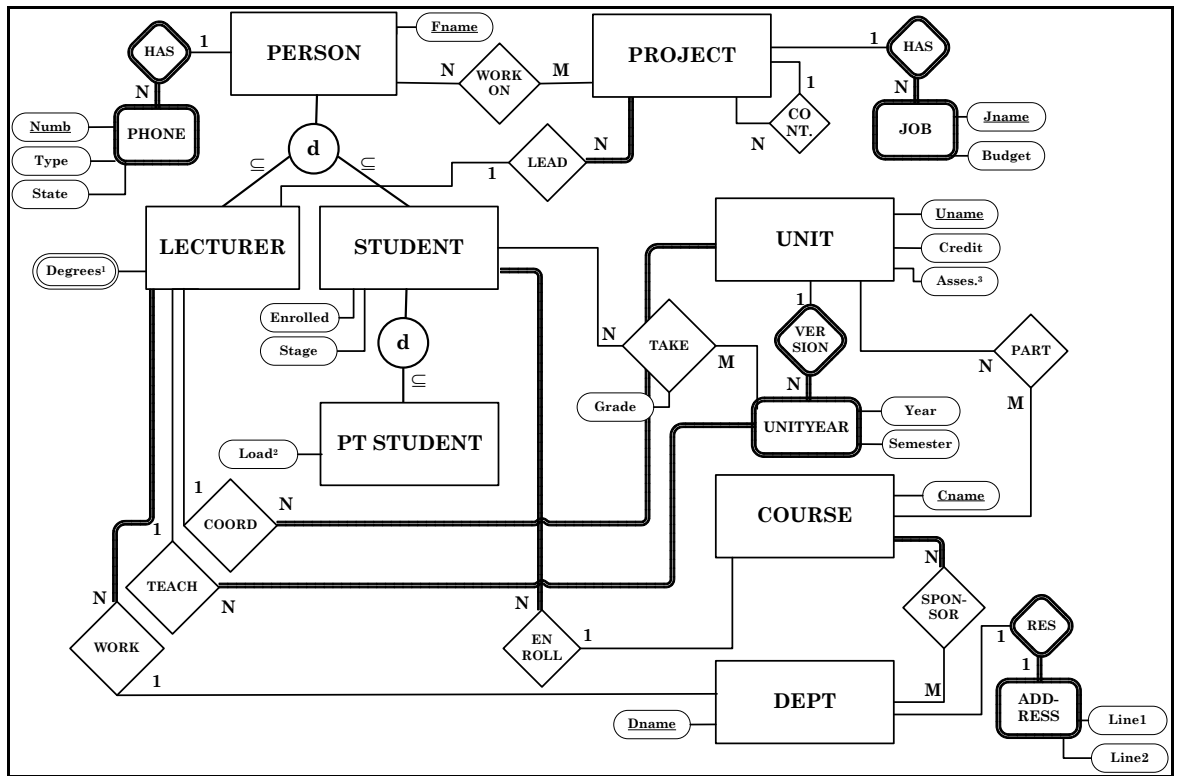 Fname
HAS
1
PERSON
PROJECT
1
HAS
N
WORK
ON
M
1
N
CO
NT.
N
N
Numb
PHONE
JOB
Jname
d
Type
Budget
N
⊆
⊆
LEAD
1
State
Uname
LECTURER
STUDENT
UNIT
Credit
Degrees¹
Asses.³
1
Enrolled
VER
SION
N
TAKE
d
PART
Stage
M
N
⊆
N
M
Grade
Year
UNITYEAR
PT STUDENT
Semester
Load²
1
N
Cname
COORD
COURSE
1
N
TEACH
N
N
N
SPON-
SOR
RES
1
EN
ROLL
1
WORK
1
1
M
DEPT
ADD-
RESS
Dname
Line1
Line2